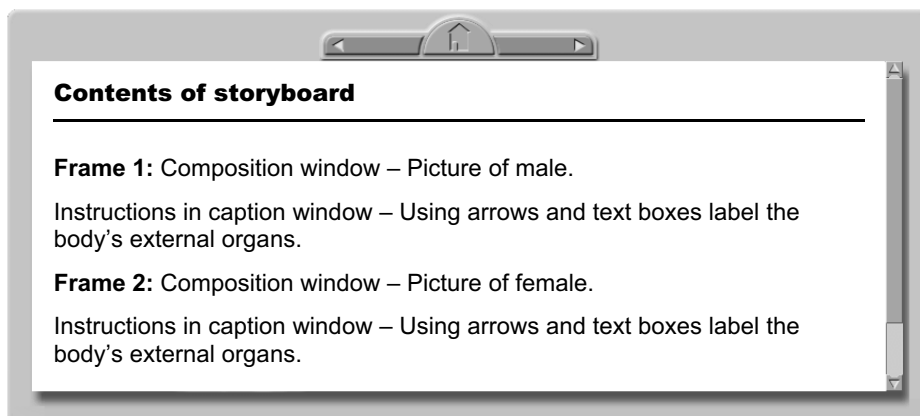 Contents of storyboard
Frame 1: Composition window – Picture of male.
Instructions in caption window – Using arrows and text boxes label the
body’s external organs.
Frame 2: Composition window – Picture of female.
Instructions in caption window – Using arrows and text boxes label the
body’s external organs.